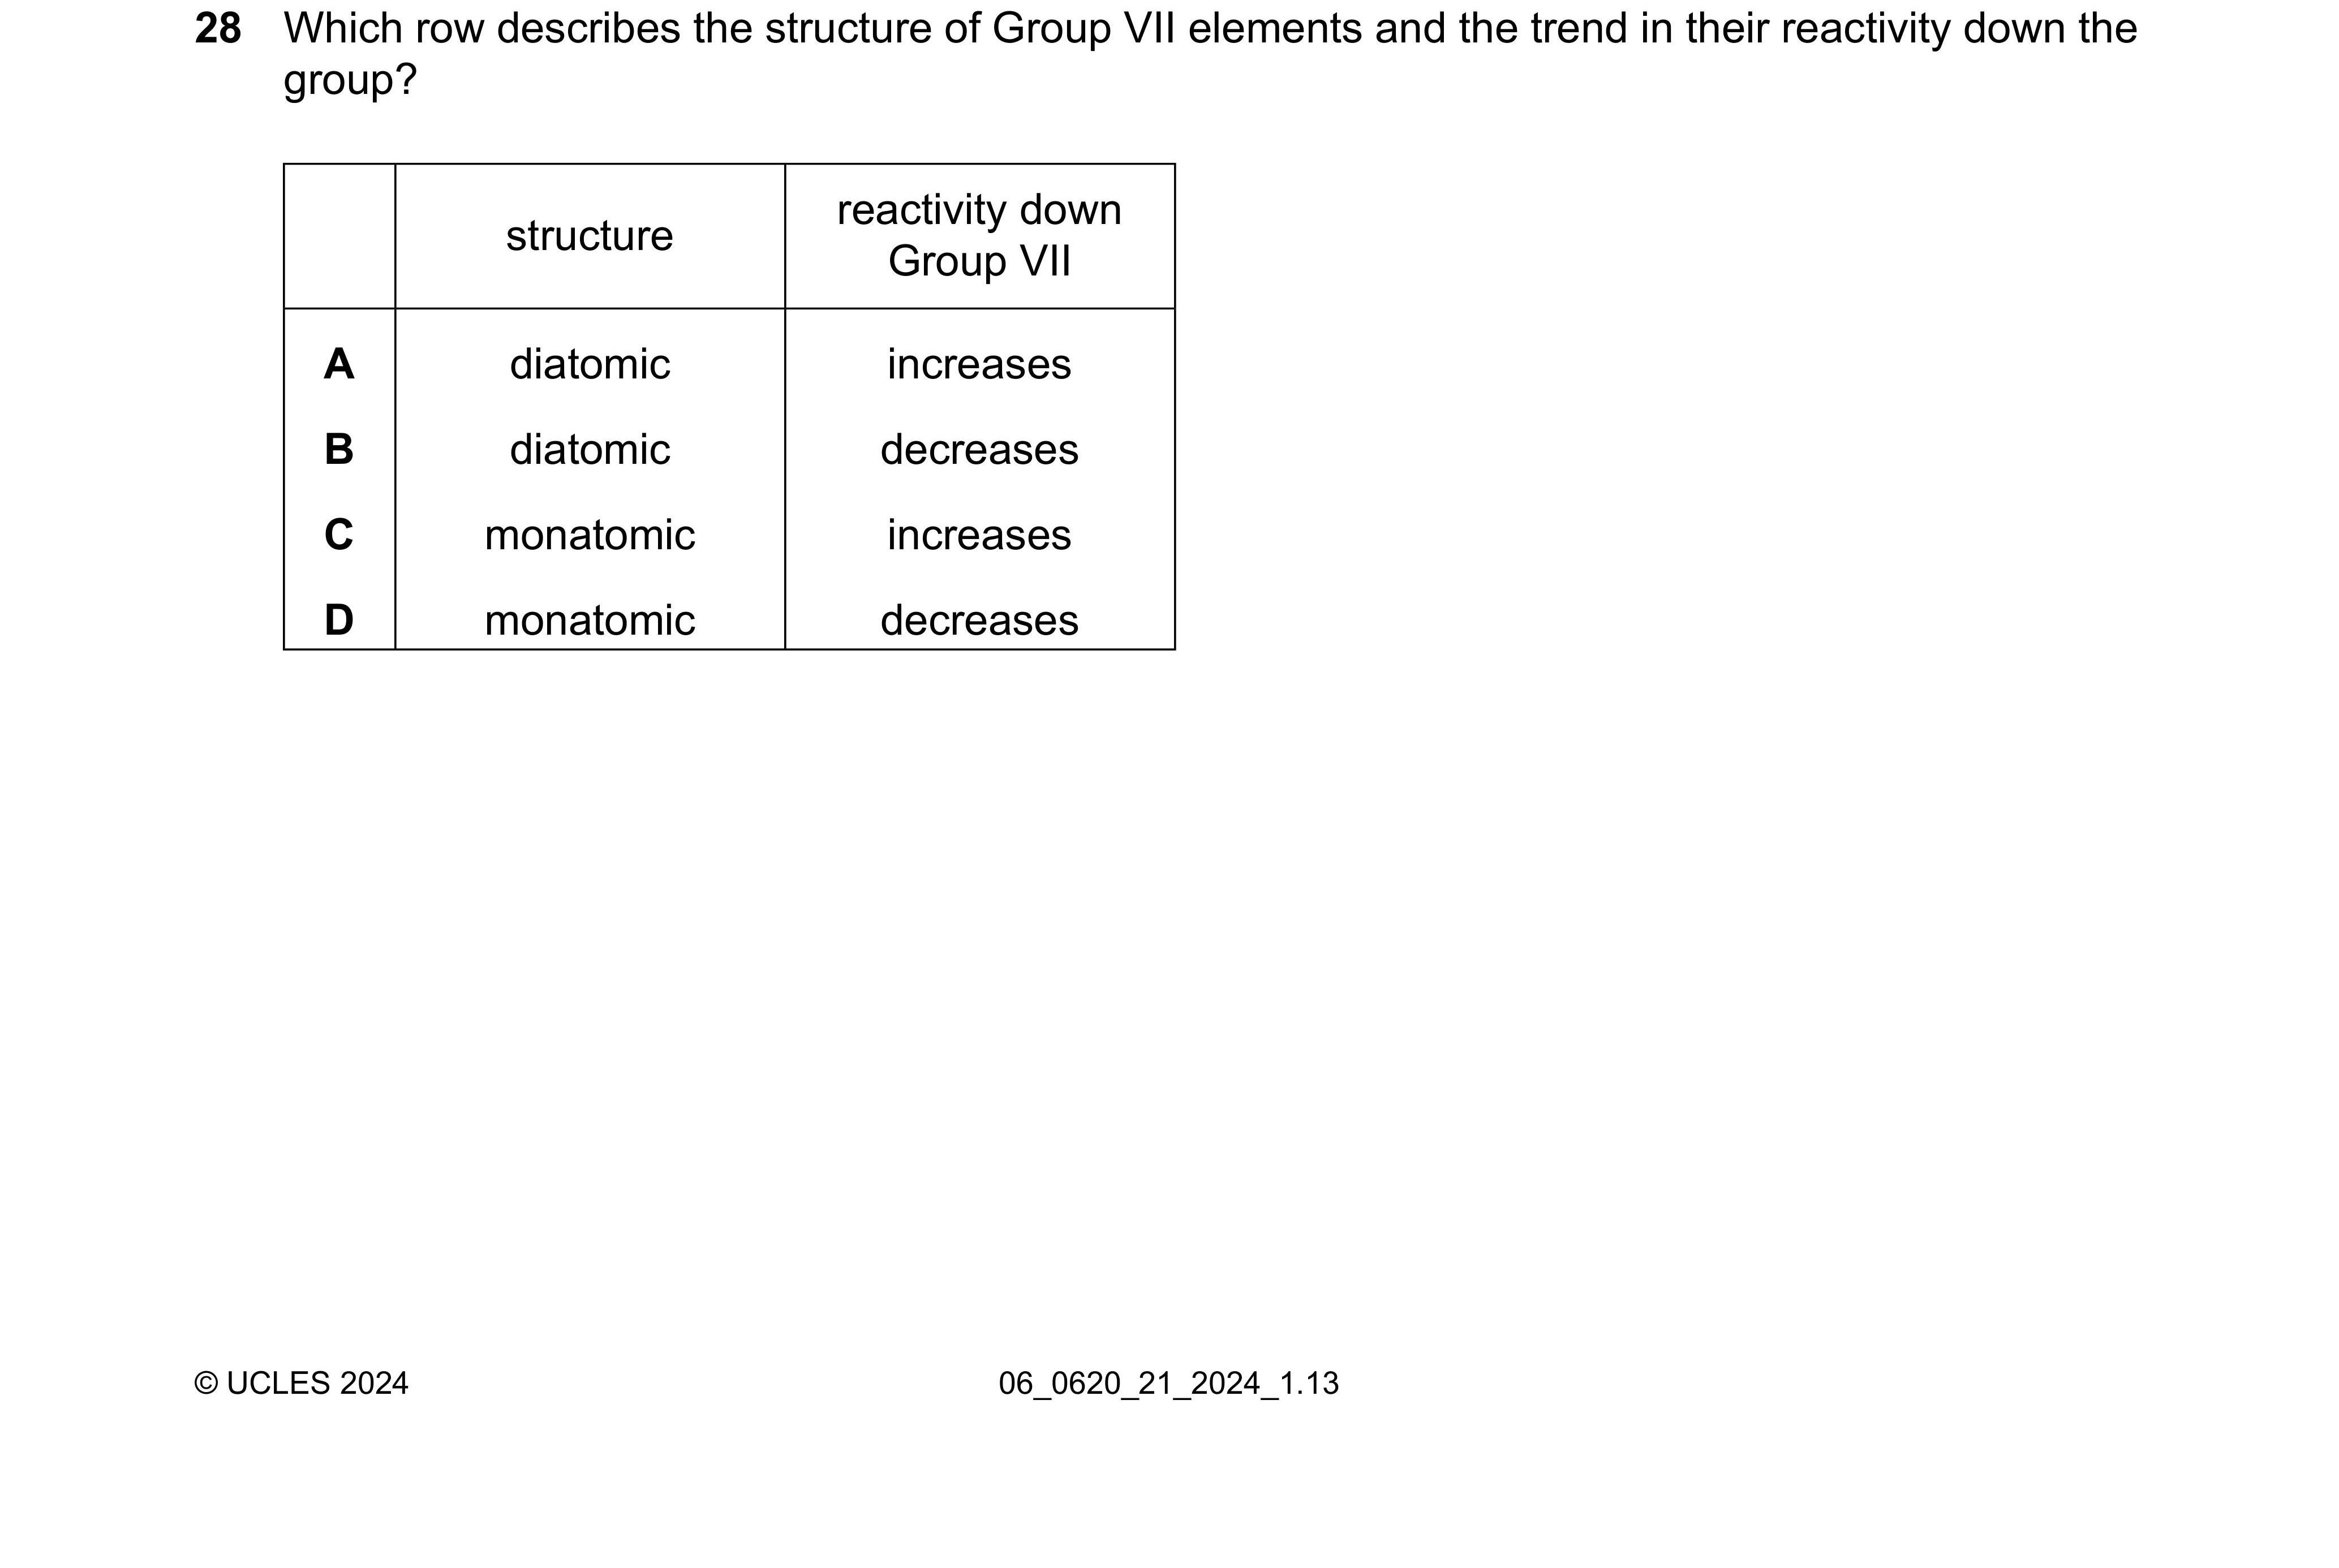 28 Which row describes the structure of Group VII elements and the trend in their reactivity down the
group?
structure
reactivity down
Group VII
A diatomic increases
B diatomic decreases
C monatomic increases
D monatomic decreases
© UCLES 2024 06_0620_21_2024_1.13